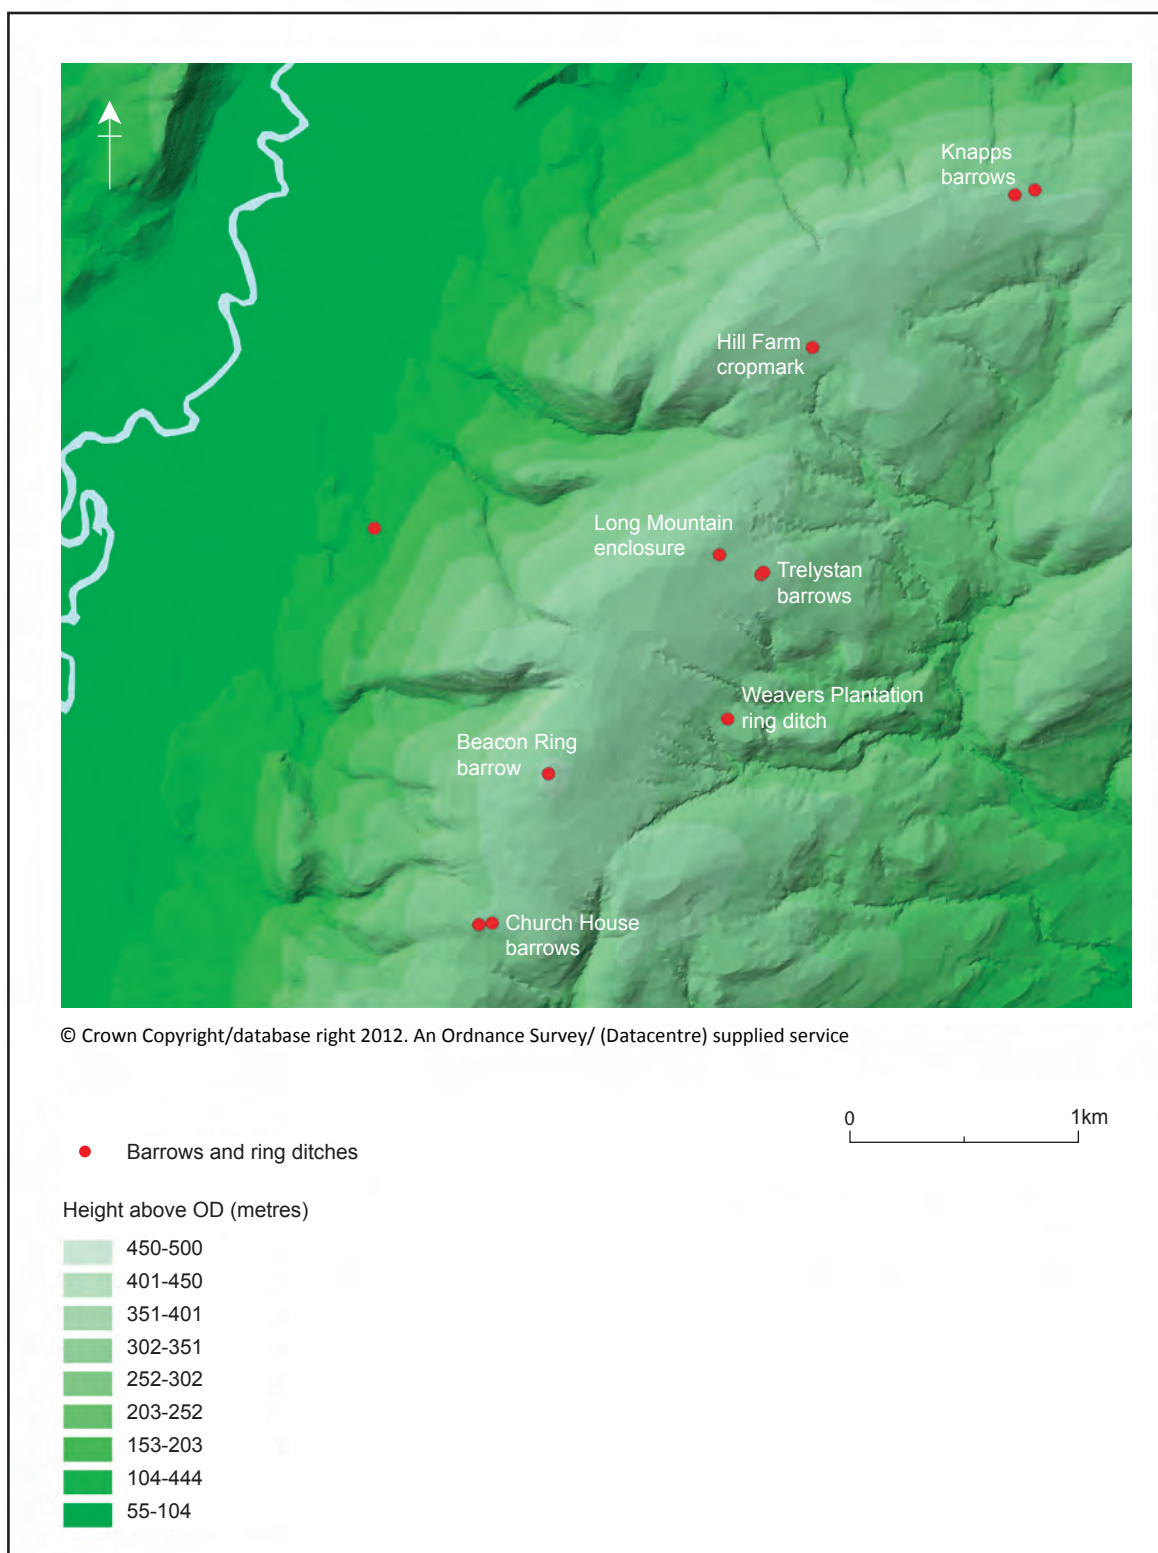 Knapps
barrows
Hill Farm
cropmark
Long Mountain
enclosure
Trelystan
barrows
Weavers Plantation
ring ditch
Beacon Ring
barrow
Church House
barrows
© Crown Copyright/database right 2012. An Ordnance Survey/ (Datacentre) supplied service
0 1km
Barrows and ring ditches
Height above OD (metres)
450-500
401-450
351-401
302-351
252-302
203-252
153-203
104-444
55-104